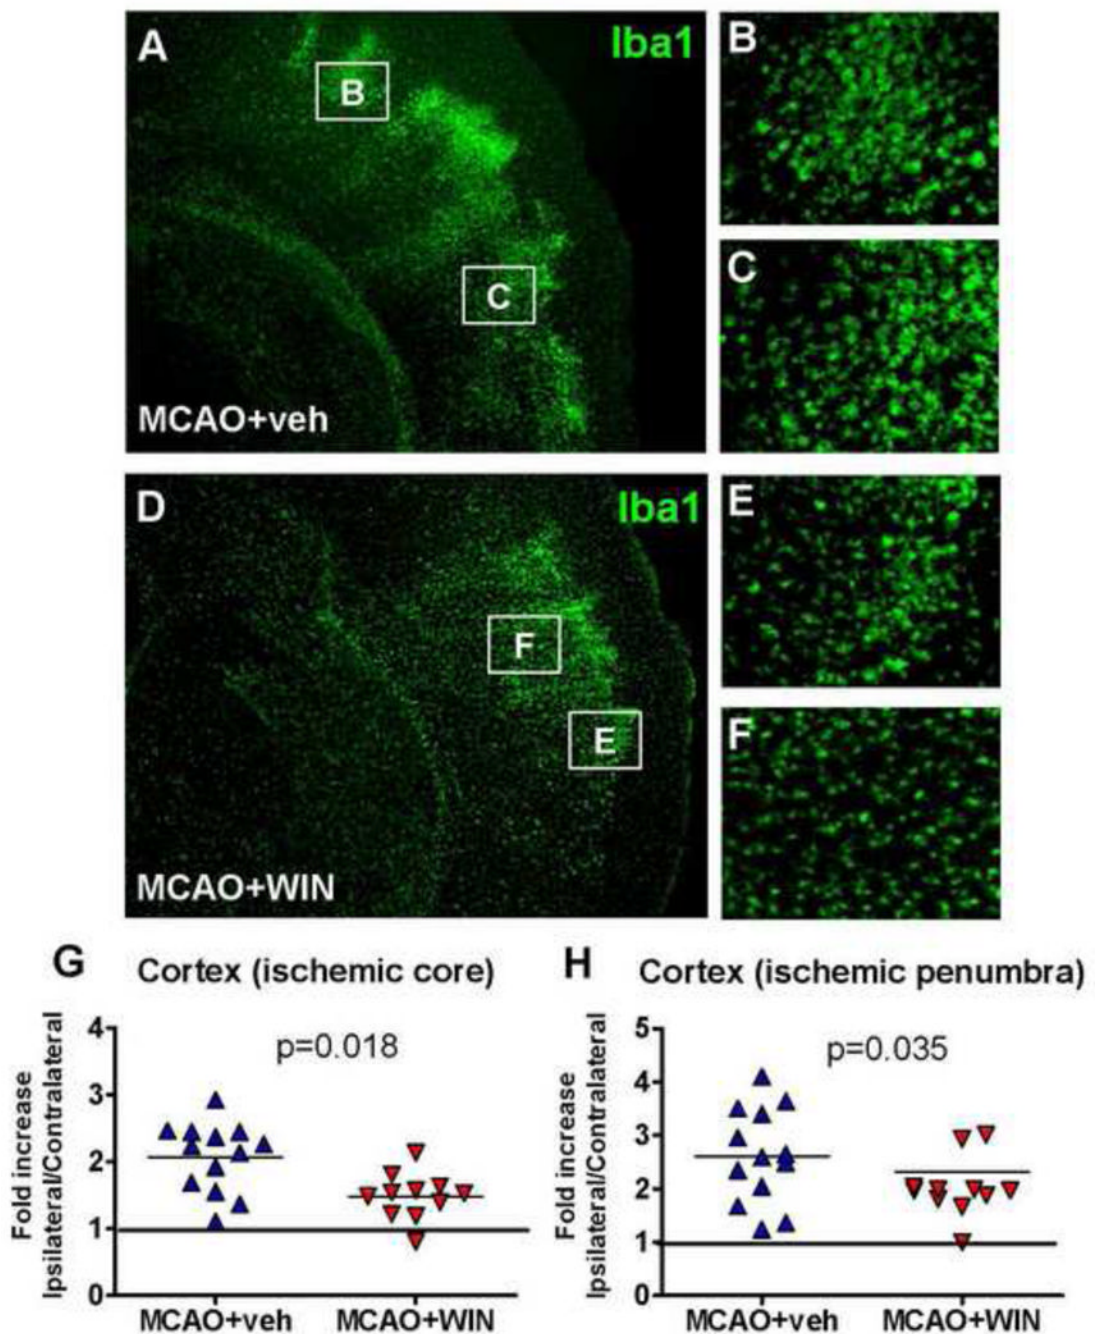 A
Iba1
B
B
C
C
MCAO+veh
D
Iba1
E
F
E
F
MCAO+WIN
G Cortex (ischemic core)
p=0.018
Fold increase
Ipsilateral/Contralateral
4
3
2
1
0
MCAO+veh MCAO+WIN
H Cortex (ischemic penumbra)
p=0.035
Fold increase
Ipsilateral/Contralateral
5
4
3
2
1
0
MCAO+veh MCAO+WIN